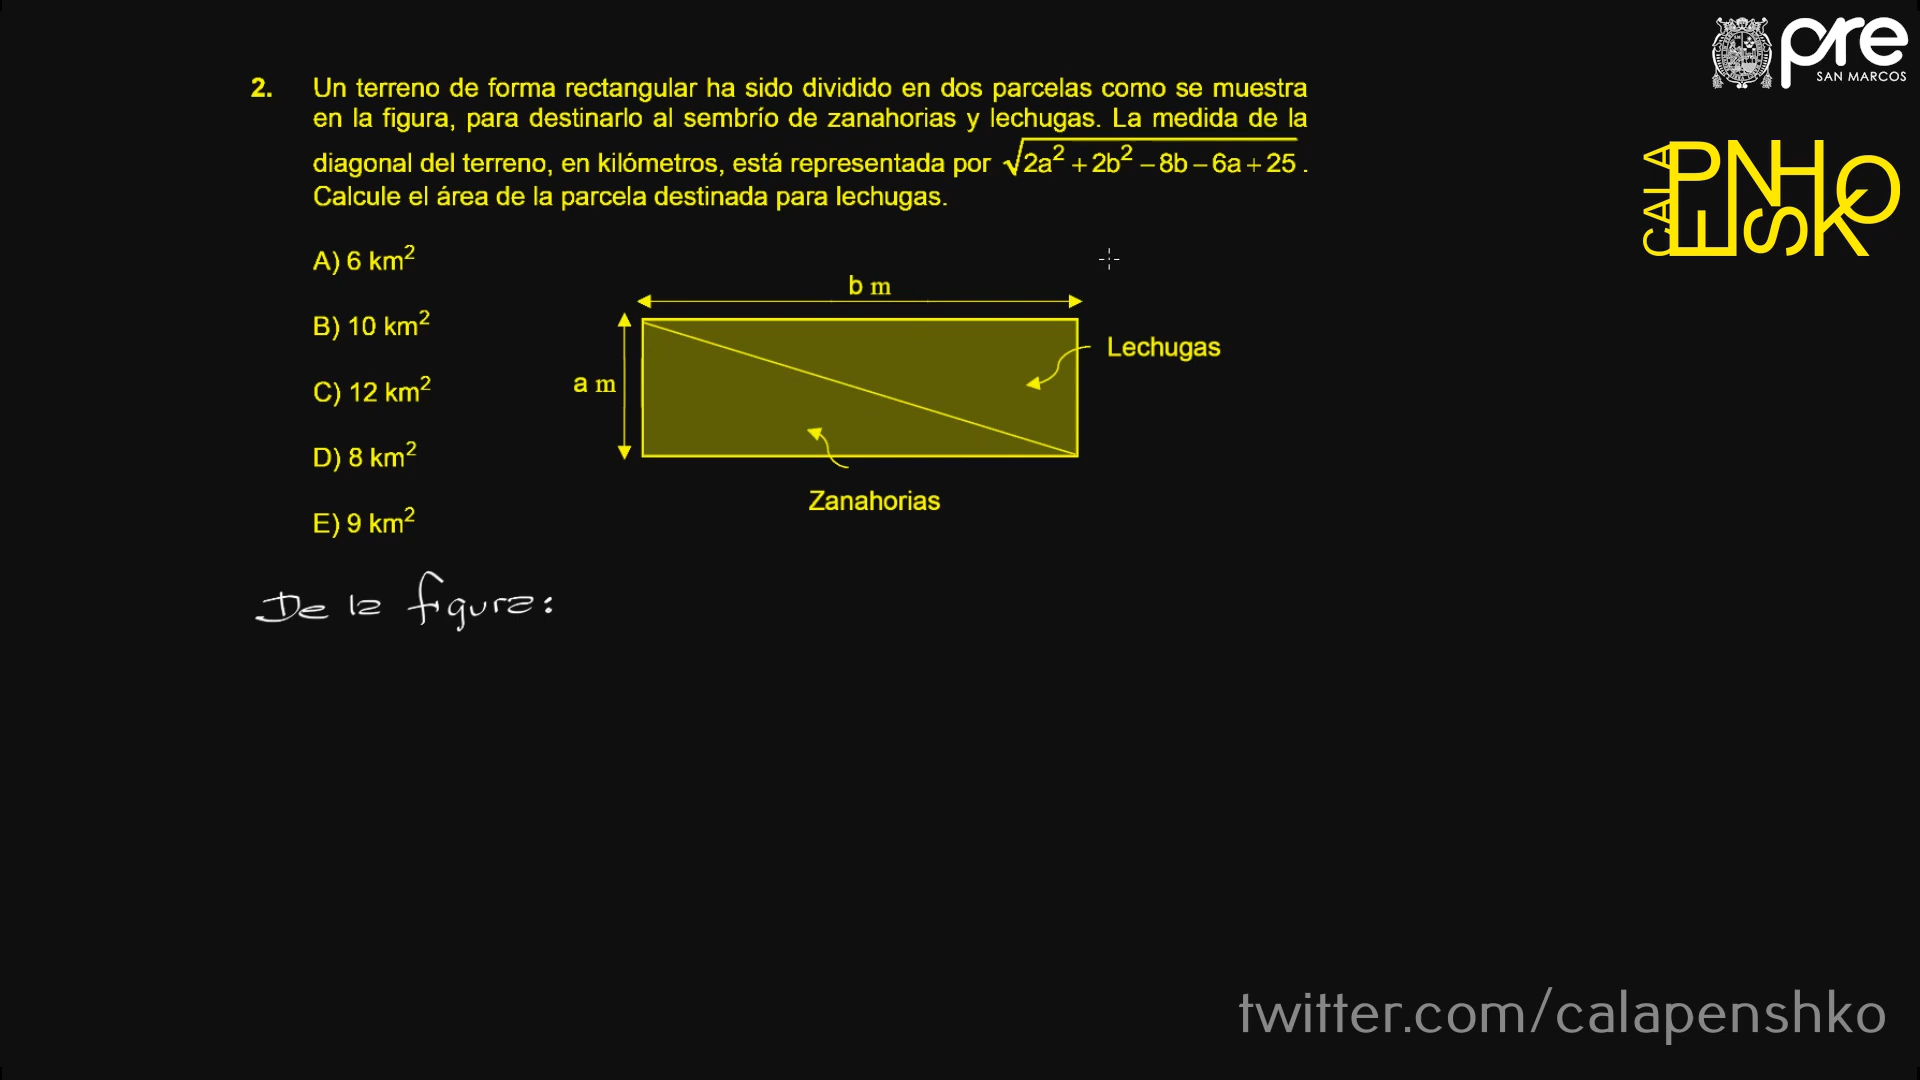 pre
SAN MARCOS
CALA
PENSHKO
2. Un terreno de forma rectangular ha sido dividido en dos parcelas como se muestra
en la figura, para destinarlo al sembrío de zanahorias y lechugas. La medida de la
diagonal del terreno, en kilómetros, está representada por √2a² + 2b² – 8b – 6a + 25 .
Calcule el área de la parcela destinada para lechugas.
A) 6 km²
B) 10 km²
C) 12 km²
D) 8 km²
E) 9 km²
b m
a m
Lechugas
Zanahorias
De la figura:
twitter.com/calapenshko